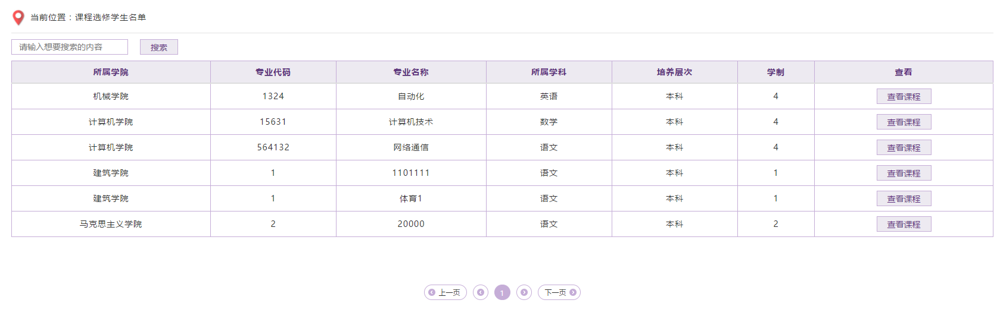 当前位置：课程选修学生名单
请输入想要搜索的内容 搜索
所属学院 专业代码 专业名称 所属学科 培养层次 学制 查看
机械学院 1324 自动化 英语 本科 4 查看课程
计算机学院 15631 计算机技术 数学 本科 4 查看课程
计算机学院 564132 网络通信 语文 本科 4 查看课程
建筑学院 1 1101111 语文 本科 1 查看课程
建筑学院 1 体育1 语文 本科 1 查看课程
马克思主义学院 2 20000 语文 本科 2 查看课程
上一页 1 下一页